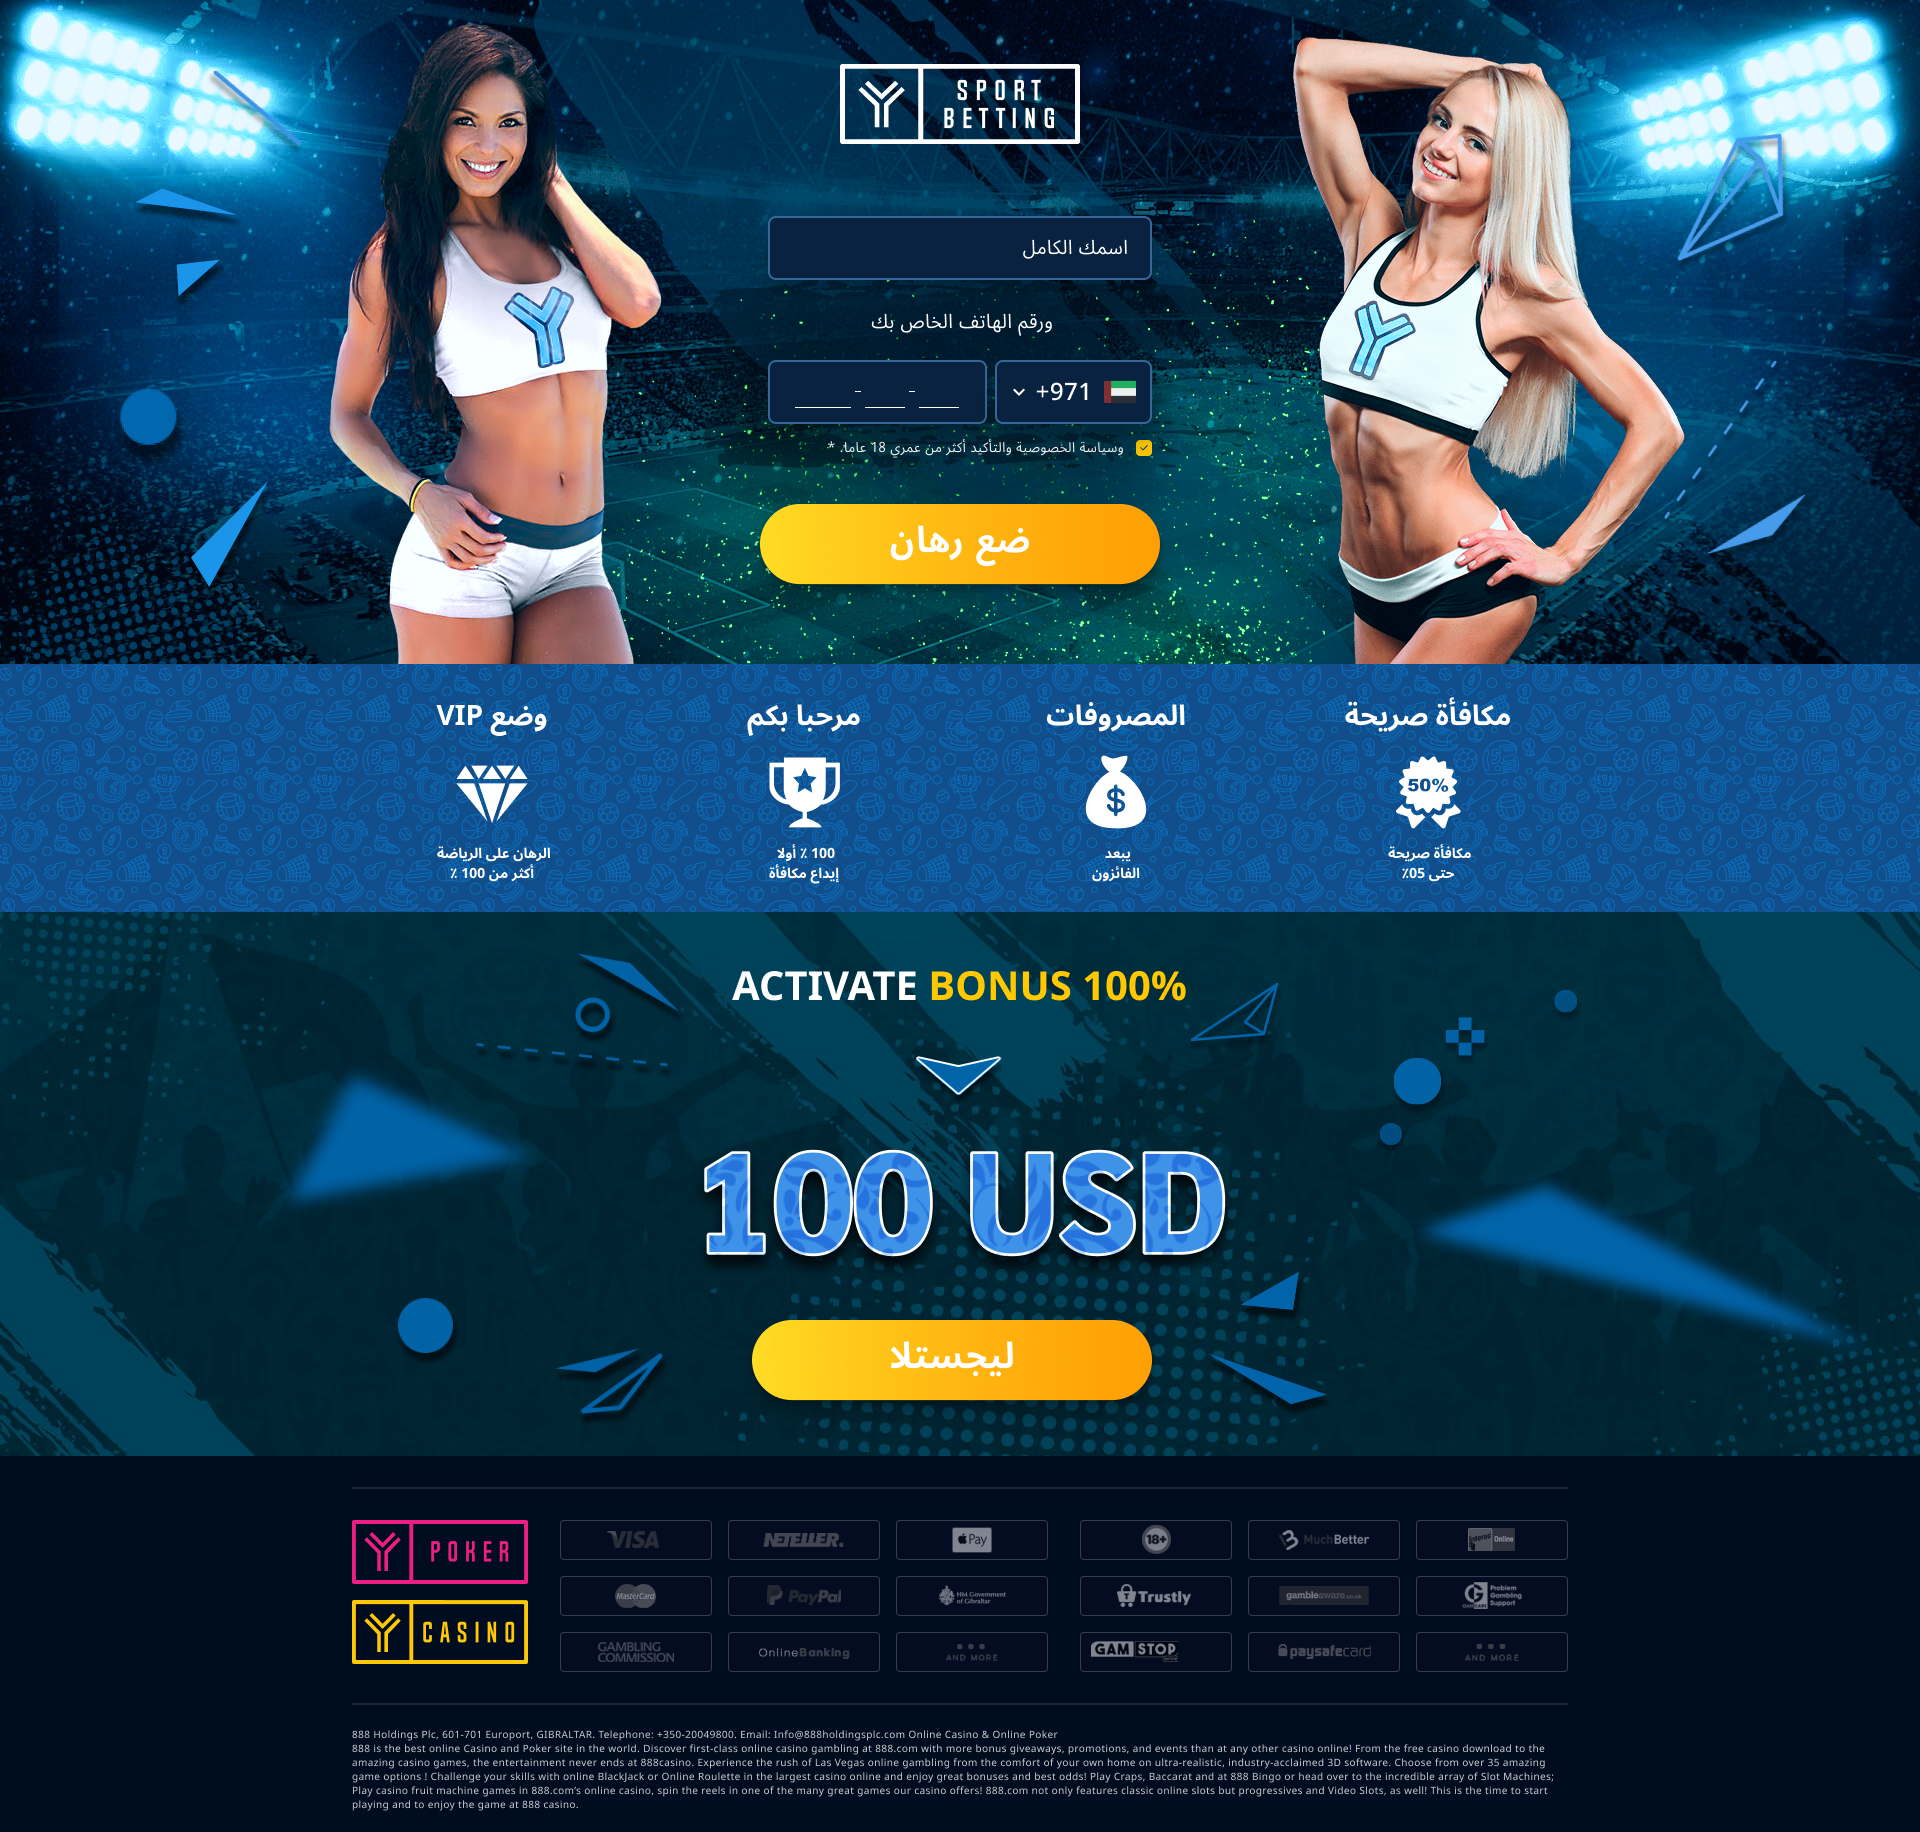 SPORT
BETTING
اسمك الكامل
ورقم الهاتف الخاص بك
+971
وسياسة الخصوصية والتأكيد أكثر من عمري 18 عاما. *
ضع رهان
مكافأة صريحة
المصروفات
مرحبا بكم
وضع VIP
50%
$
مكافأة صريحة
حتى 05٪
يبعد
الفائزون
100 ٪ أولا
إيداع مكافأة
الرهان على الرياضة
أكثر من 100 ٪
ACTIVATE BONUS 100%
100 USD
ليجستلا
POKER
CASINO
VISA
NETELLER.
Pay
18+
MuchBetter
Interac Online
MasterCard
PayPal
HM Government
of Gibraltar
Trustly
gambleaware.co.uk
GAMCARE
Problem
Gambling
Support
GAMBLING
COMMISSION
OnlineBanking
AND MORE
GAMSTOP
paysafecard
AND MORE
888 Holdings Plc, 601-701 Europort, GIBRALTAR. Telephone: +350-20049800. Email: Info@888holdingsplc.com Online Casino & Online Poker
888 is the best online Casino and Poker site in the world. Discover first-class online casino gambling at 888.com with more bonus giveaways, promotions, and events than at any other casino online! From the free casino download to the
amazing casino games, the entertainment never ends at 888casino. Experience the rush of Las Vegas online gambling from the comfort of your own home on ultra-realistic, industry-acclaimed 3D software. Choose from over 35 amazing
game options ! Challenge your skills with online BlackJack or Online Roulette in the largest casino online and enjoy great bonuses and best odds! Play Craps, Baccarat and at 888 Bingo or head over to the incredible array of Slot Machines;
Play casino fruit machine games in 888.com's online casino, spin the reels in one of the many great games our casino offers! 888.com not only features classic online slots but progressives and Video Slots, as well! This is the time to start
playing and to enjoy the game at 888 casino.